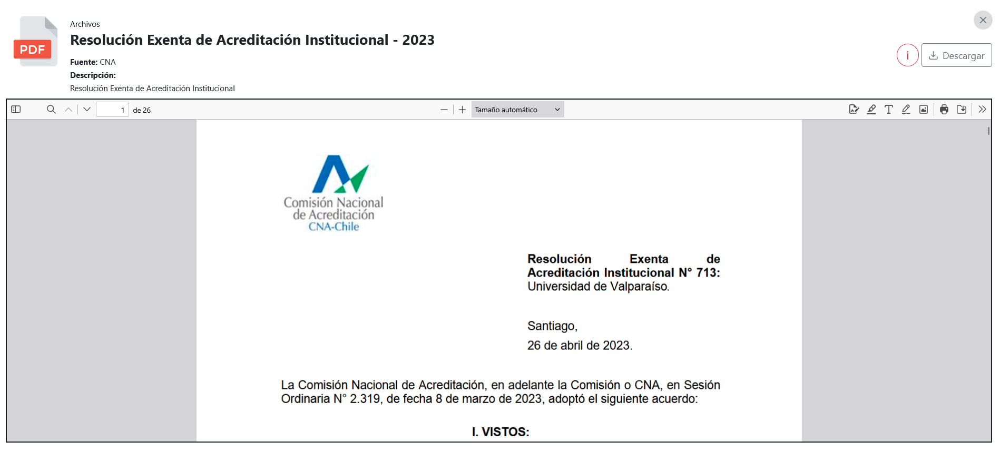 Archivos
Resolución Exenta de Acreditación Institucional - 2023
PDF
Fuente: CNA
Descripción:
Resolución Exenta de Acreditación Institucional
i
Descargar
1 de 26
Tamaño automático
Comisión Nacional
de Acreditación
CNA-Chile
Resolución Exenta de
Acreditación Institucional N° 713:
Universidad de Valparaíso.
Santiago,
26 de abril de 2023.
La Comisión Nacional de Acreditación, en adelante la Comisión o CNA, en Sesión
Ordinaria N° 2.319, de fecha 8 de marzo de 2023, adoptó el siguiente acuerdo:
I. VISTOS: